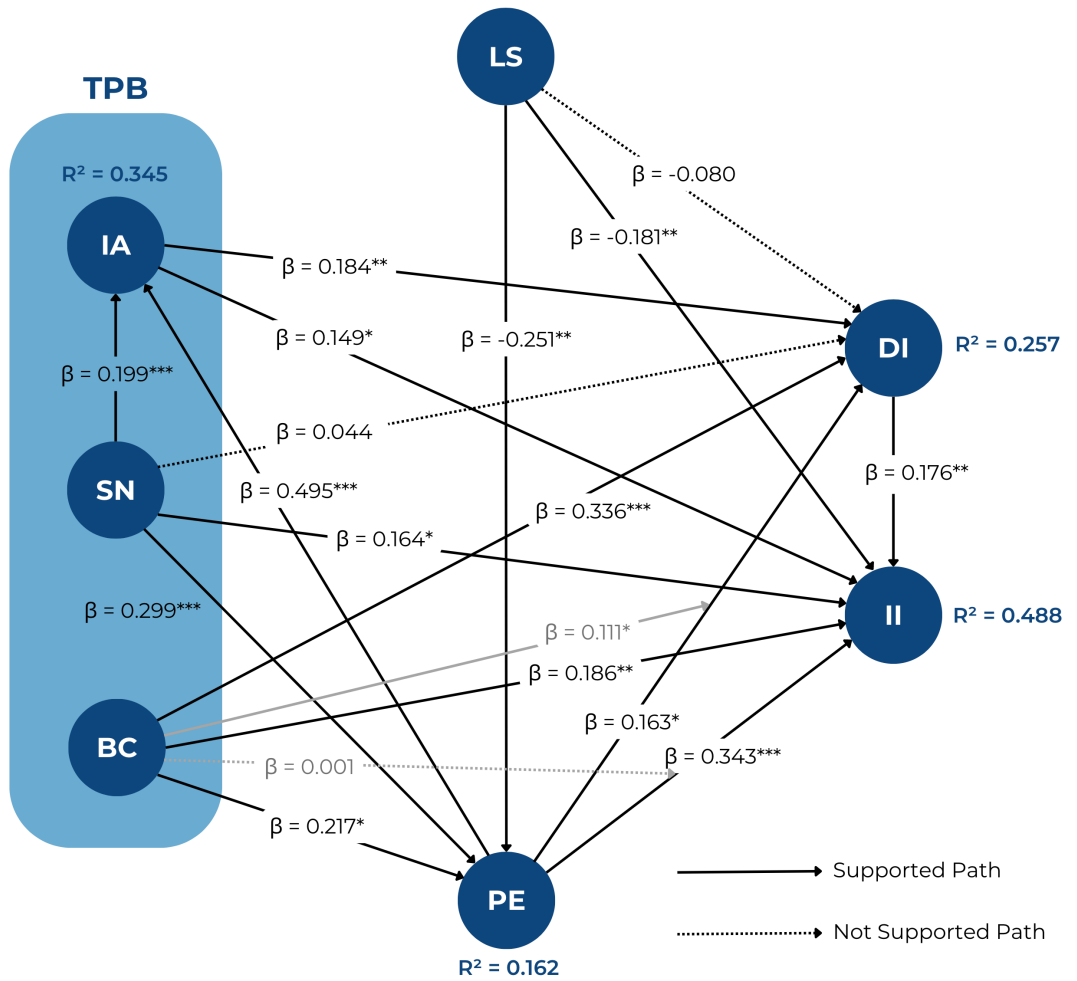 LS
TPB
β = -0.080
R² = 0.345
β = -0.181**
IA
β = 0.184**
β = 0.149*
β = -0.251**
DI
R² = 0.257
β = 0.199***
β = 0.044
β = 0.176**
SN
β = 0.495***
β = 0.336***
β = 0.164*
β = 0.299***
II
R² = 0.488
β = 0.111*
β = 0.186**
β = 0.163*
BC
β = 0.343***
β = 0.001
β = 0.217*
Supported Path
PE
Not Supported Path
R² = 0.162